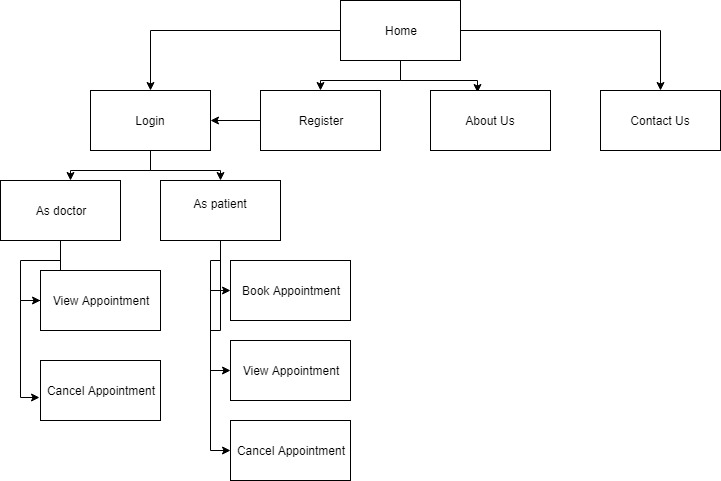 Home
Login
Register
About Us
Contact Us
As doctor
As patient
View Appointment
Book Appointment
View Appointment
Cancel Appointment
Cancel Appointment